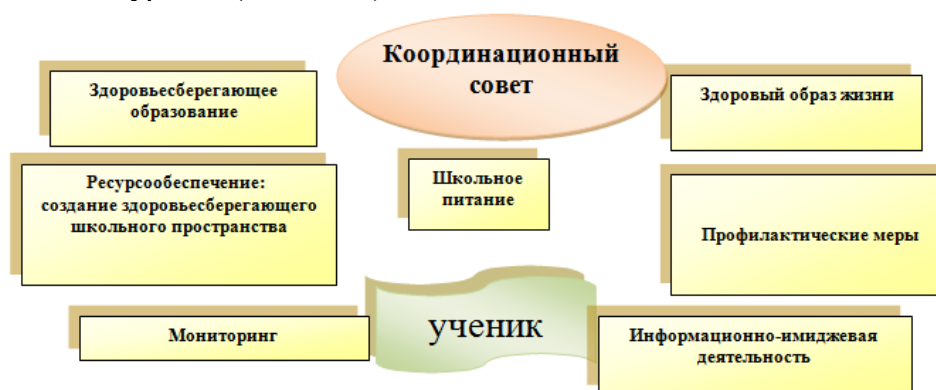 Координационный
совет
Здоровьесберегающее
образование
Здоровый образ жизни
Ресурсообеспечение:
создание здоровьесберегающего
школьного пространства
Школьное
питание
Профилактические меры
Мониторинг
ученик
Информационно-имиджевая
деятельность